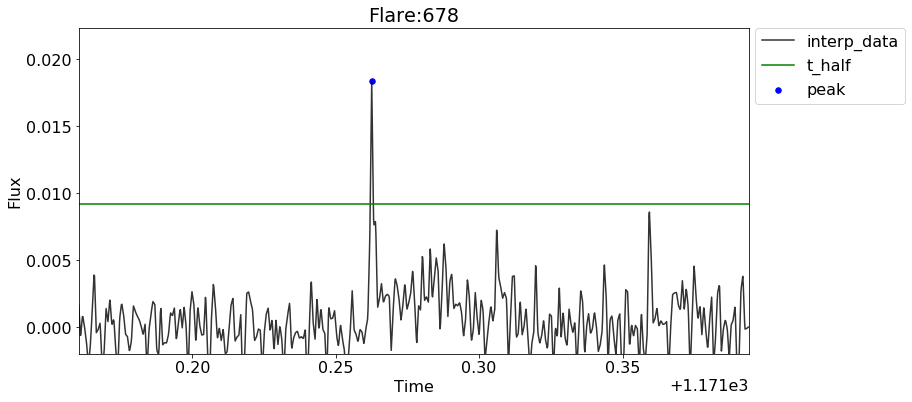 Flare:678
interp_data
t_half
peak
Flux
0.020
0.015
0.010
0.005
0.000
0.20
0.25
0.30
0.35
Time
+1.171e3